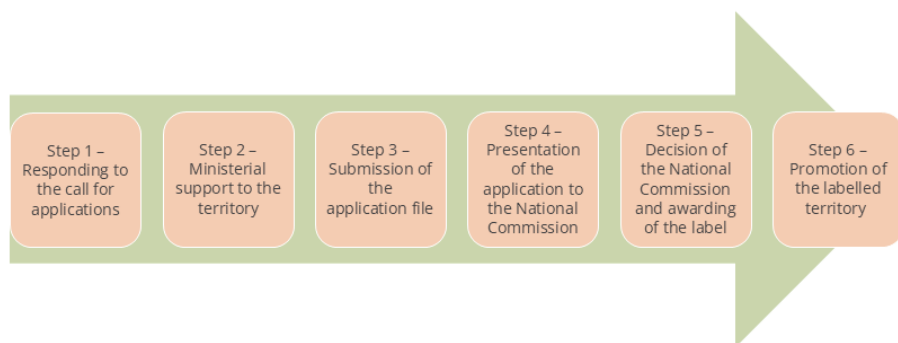 Step 1 –
Responding to
the call for
applications
Step 2 –
Ministerial
support to the
territory
Step 3 –
Submission of
the
application file
Step 4 –
Presentation
of the
application to
the National
Commission
Step 5 –
Decision of
the National
Commission
and awarding
of the label
Step 6 –
Promotion of
the labelled
territory